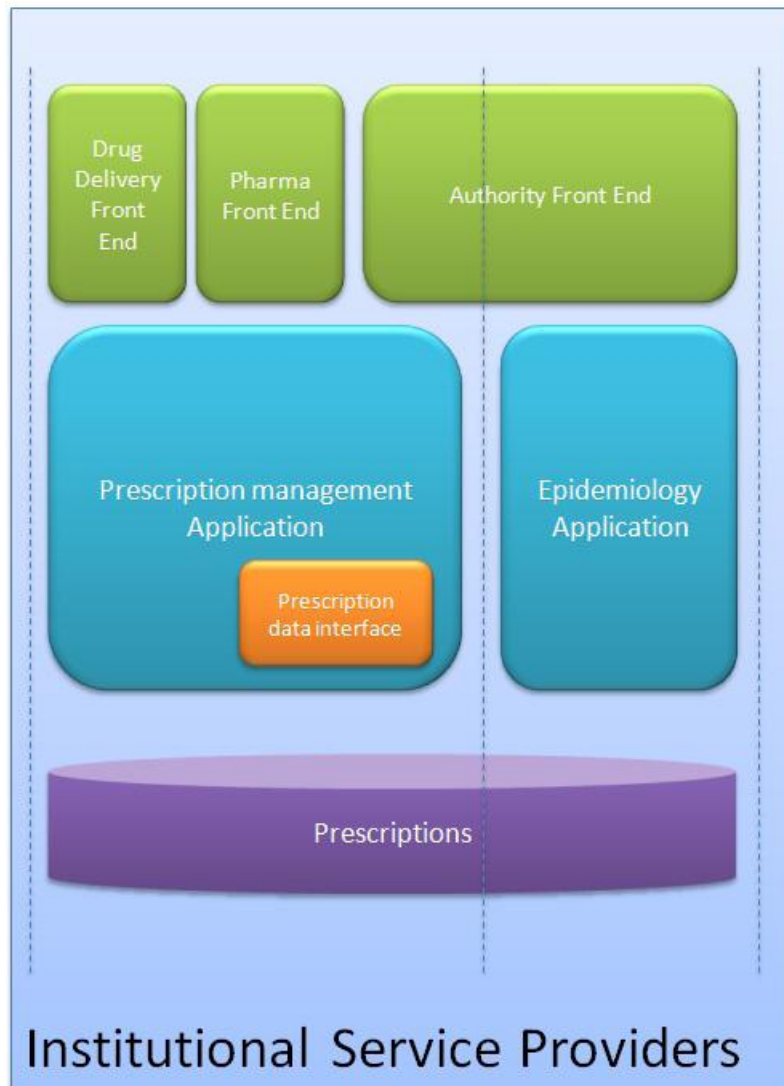 Drug
Delivery
Front
End
Pharma
Front End
Authority Front End
Prescription management
Application
Prescription
data interface
Epidemiology
Application
Prescriptions
Institutional Service Providers